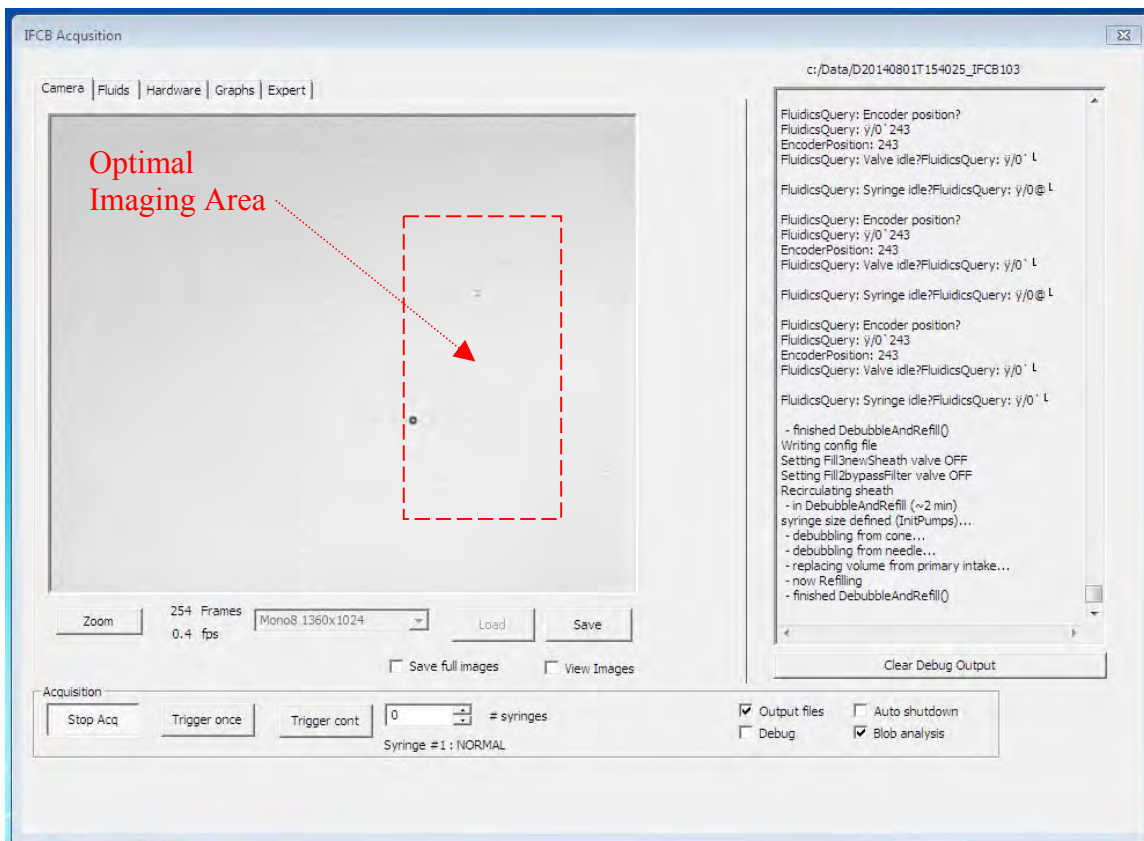 IFCB Acqusition
c:/Data/D20140801T154025_IFCB103
Camera Fluids Hardware Graphs Expert
Optimal
Imaging Area
FluidicsQuery: Encoder position?
FluidicsQuery: ÿ/0`243
EncoderPosition: 243
FluidicsQuery: Valve idle?FluidicsQuery: ÿ/0` └
FluidicsQuery: Syringe idle?FluidicsQuery: ÿ/0@ └
FluidicsQuery: Encoder position?
FluidicsQuery: ÿ/0`243
EncoderPosition: 243
FluidicsQuery: Valve idle?FluidicsQuery: ÿ/0` └
FluidicsQuery: Syringe idle?FluidicsQuery: ÿ/0@ └
FluidicsQuery: Encoder position?
FluidicsQuery: ÿ/0`243
EncoderPosition: 243
FluidicsQuery: Valve idle?FluidicsQuery: ÿ/0` └
FluidicsQuery: Syringe idle?FluidicsQuery: ÿ/0` └
- finished DebubbleAndRefill()
Writing config file
Setting Fill3newSheath valve OFF
Setting Fill2bypassFilter valve OFF
Recirculating sheath
- in DebubbleAndRefill (~2 min)
syringe size defined (InitPumps)...
- debubbling from cone...
- debubbling from needle...
- replacing volume from primary intake...
- now Refilling
- finished DebubbleAndRefill()
Clear Debug Output
Zoom
254 Frames
0.4 fps
Mono8 1360x1024
Load
Save
Save full images
View Images
Acquisition
Stop Acq
Trigger once
Trigger cont
0
# syringes
Syringe #1 : NORMAL
Output files
Auto shutdown
Debug
Blob analysis